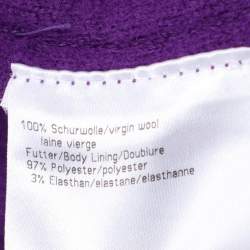 100% Schurwolle/virgin wool
laine vierge
Futter/Body Lining/Doublure
97% Polyester/polyester
3% Elasthan/elastane/elasthanne